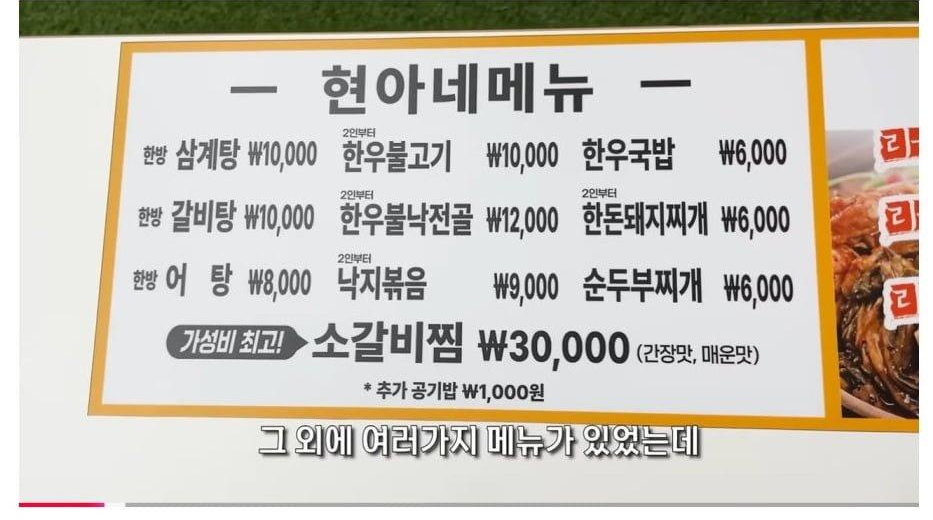 현아네메뉴
한방 삼계탕 ₩10,000 2인부터 한우불고기 ₩10,000 한우국밥 ₩6,000
한방 갈비탕 ₩10,000 2인부터 한우불낙전골 ₩12,000 2인부터 한돈돼지찌개 ₩6,000
한방 어 탕 ₩8,000 2인부터 낙지볶음 ₩9,000 순두부찌개 ₩6,000
가성비 최고! 소갈비찜 ₩30,000 (간장맛, 매운맛)
* 추가 공기밥 ₩1,000원
그 외에 여러가지 메뉴가 있었는데